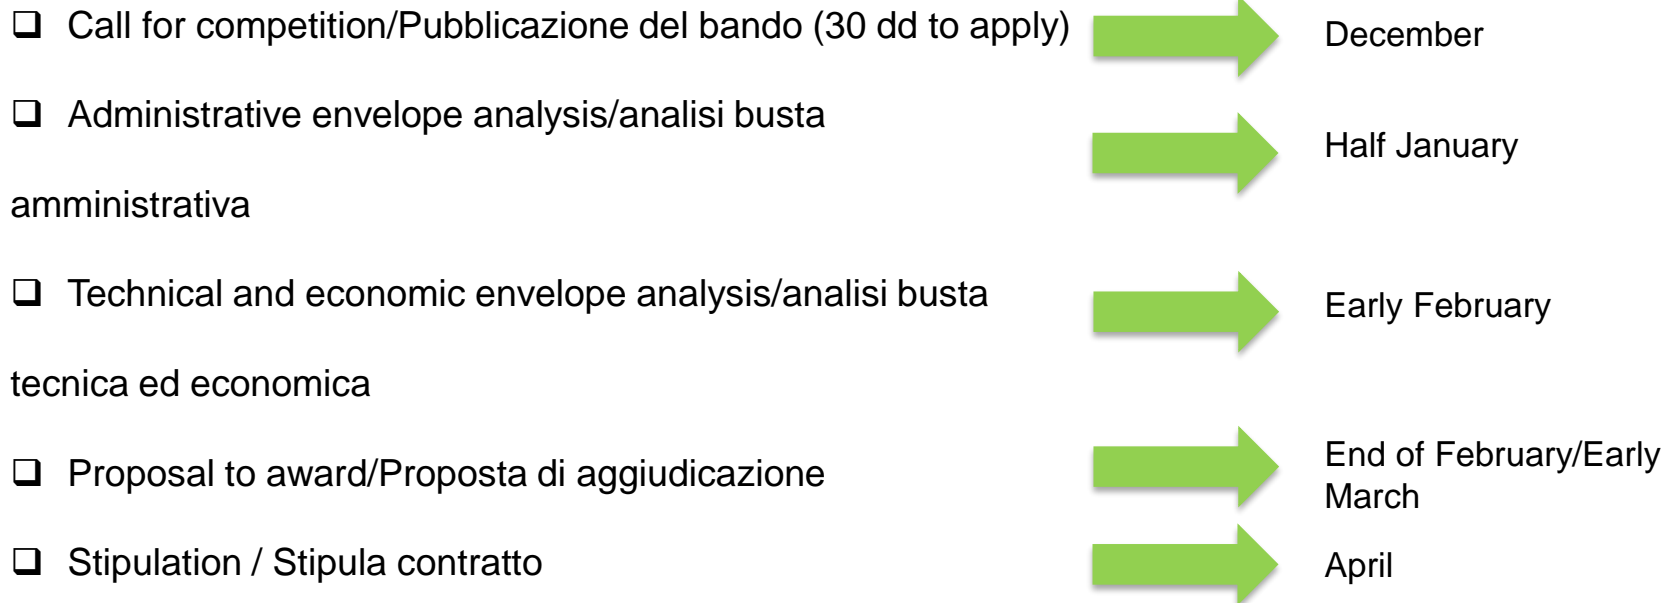 ❑ Call for competition/Pubblicazione del bando (30 dd to apply)
December
❑ Administrative envelope analysis/analisi busta
amministrativa
Half January
❑ Technical and economic envelope analysis/analisi busta
tecnica ed economica
Early February
❑ Proposal to award/Proposta di aggiudicazione
End of February/Early
March
❑ Stipulation / Stipula contratto
April